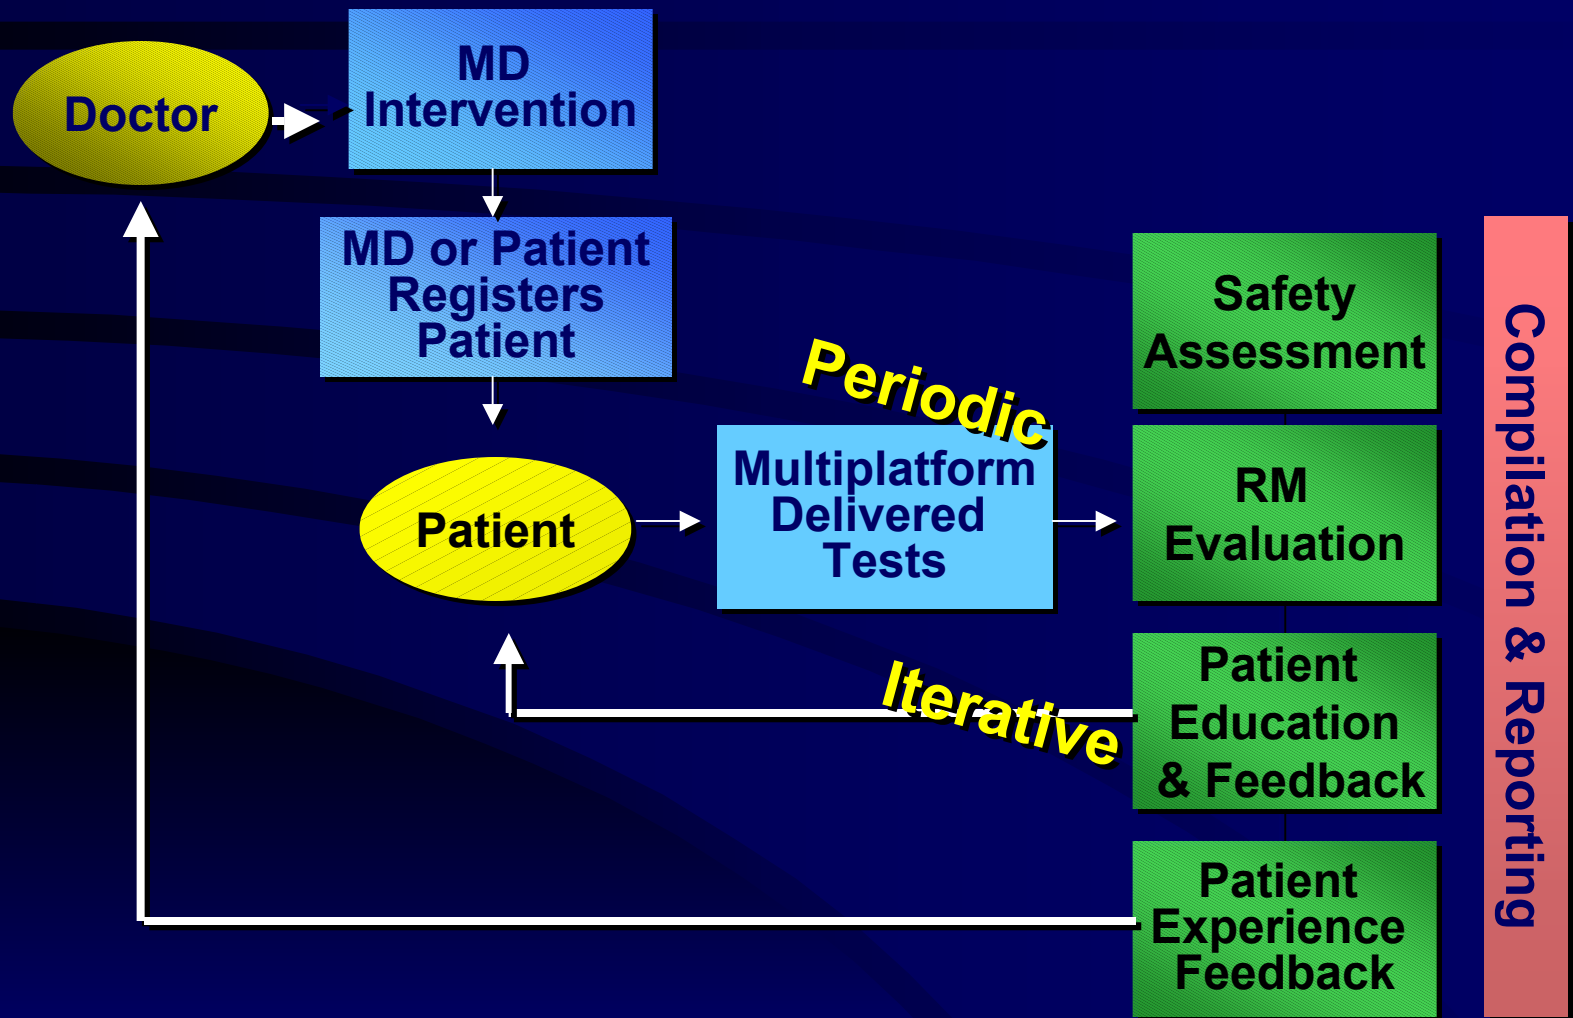 Doctor
MD
Intervention
MD or Patient
Registers
Patient
Patient
Periodic
Multiplatform
Delivered
Tests
Iterative
Safety
Assessment
RM
Evaluation
Patient
Education
& Feedback
Patient
Experience
Feedback
Compilation & Reporting